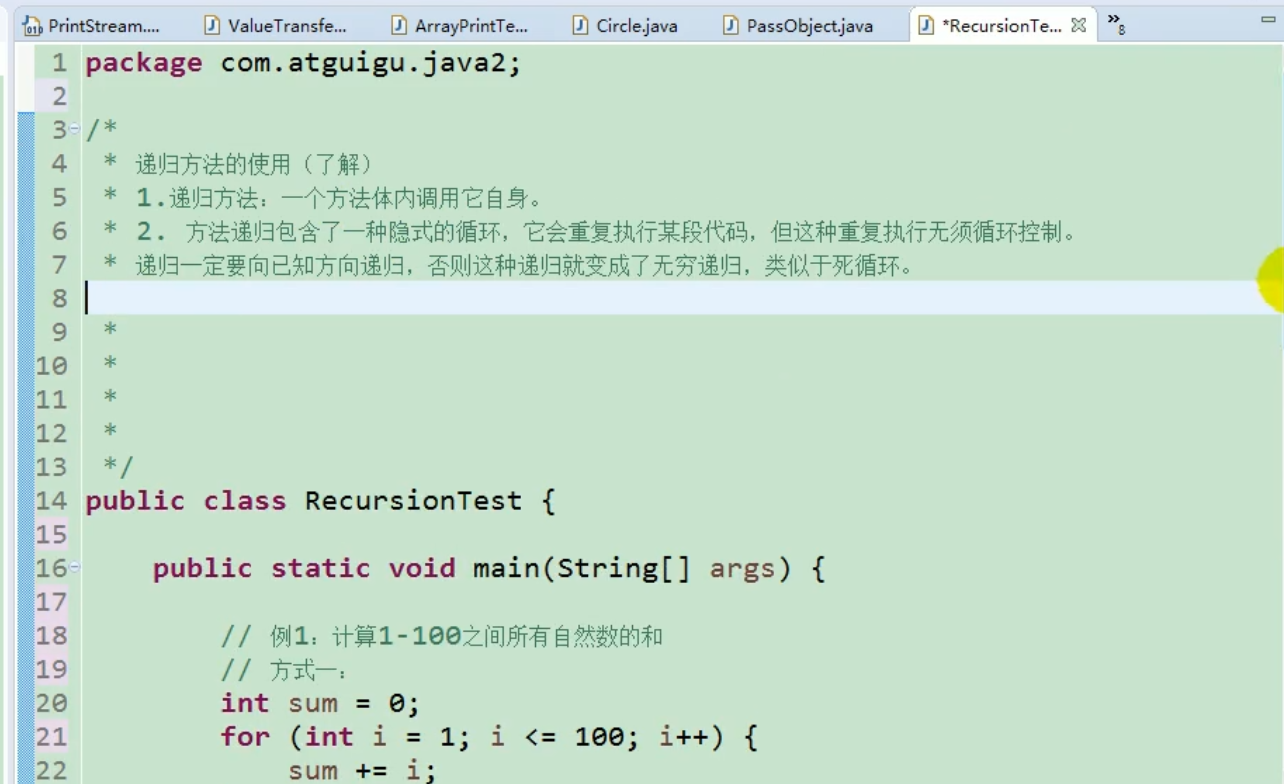 PrintStream....  ValueTransfe...  ArrayPrintTe...  Circle.java  PassObject.java  *RecursionTe...  »8
1 package com.atguigu.java2;
2
3 /*
4  * 递归方法的使用（了解）
5  * 1.递归方法：一个方法体内调用它自身。
6  * 2. 方法递归包含了一种隐式的循环，它会重复执行某段代码，但这种重复执行无须循环控制。
7  * 递归一定要向已知方向递归，否则这种递归就变成了无穷递归，类似于死循环。
8
9  *
10  *
11  *
12  *
13  */
14 public class RecursionTest {
15
16     public static void main(String[] args) {
17
18         // 例1：计算1-100之间所有自然数的和
19         // 方式一：
20         int sum = 0;
21         for (int i = 1; i <= 100; i++) {
22             sum += i;